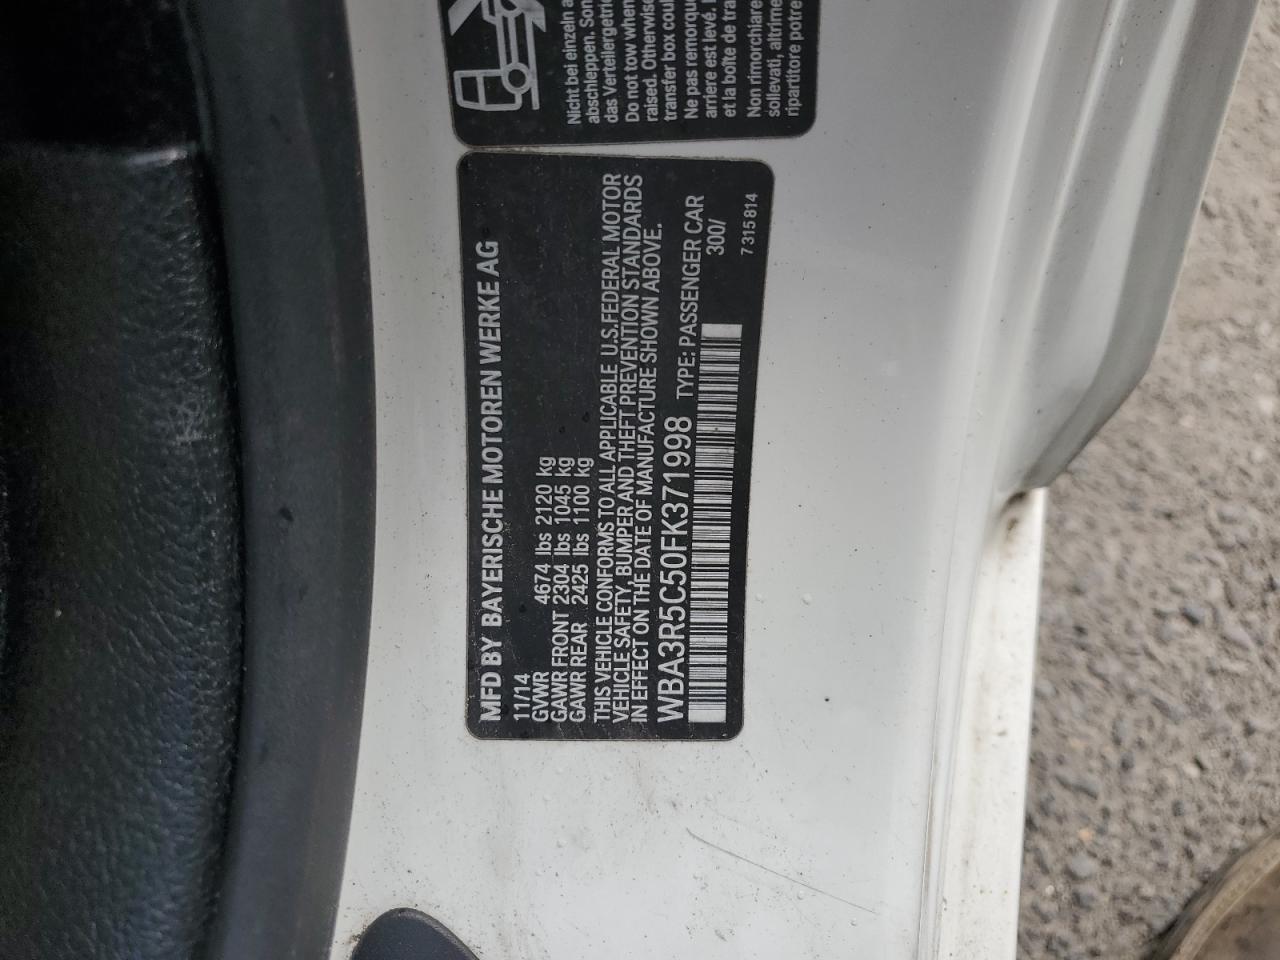 Nicht bei einzeln a
abschleppen. Son
das Verteilergetrie
Do not tow when
raised. Otherwise
transfer box coul
Ne pas remorqu
arrière est levé.
et la boîte de tra
Non rimorchiare
sollevati, altrime
ripartitore potre
MFD BY BAYERISCHE MOTOREN WERKE AG
11/14
GVWR 4674 lbs 2120 kg
GAWR FRONT 2304 lbs 1045 kg
GAWR REAR 2425 lbs 1100 kg
THIS VEHICLE CONFORMS TO ALL APPLICABLE U.S.FEDERAL MOTOR
VEHICLE SAFETY, BUMPER AND THEFT PREVENTION STANDARDS
IN EFFECT ON THE DATE OF MANUFACTURE SHOWN ABOVE.
WBA3R5C50FK371998 TYPE: PASSENGER CAR
300/
7 315 814